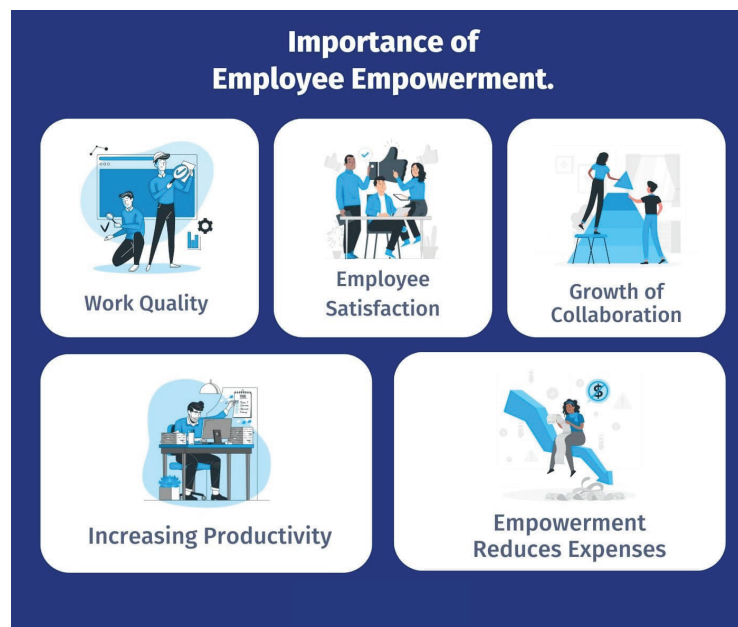 Importance of
Employee Empowerment.
Work Quality
Employee
Satisfaction
Growth of
Collaboration
Increasing Productivity
Empowerment
Reduces Expenses